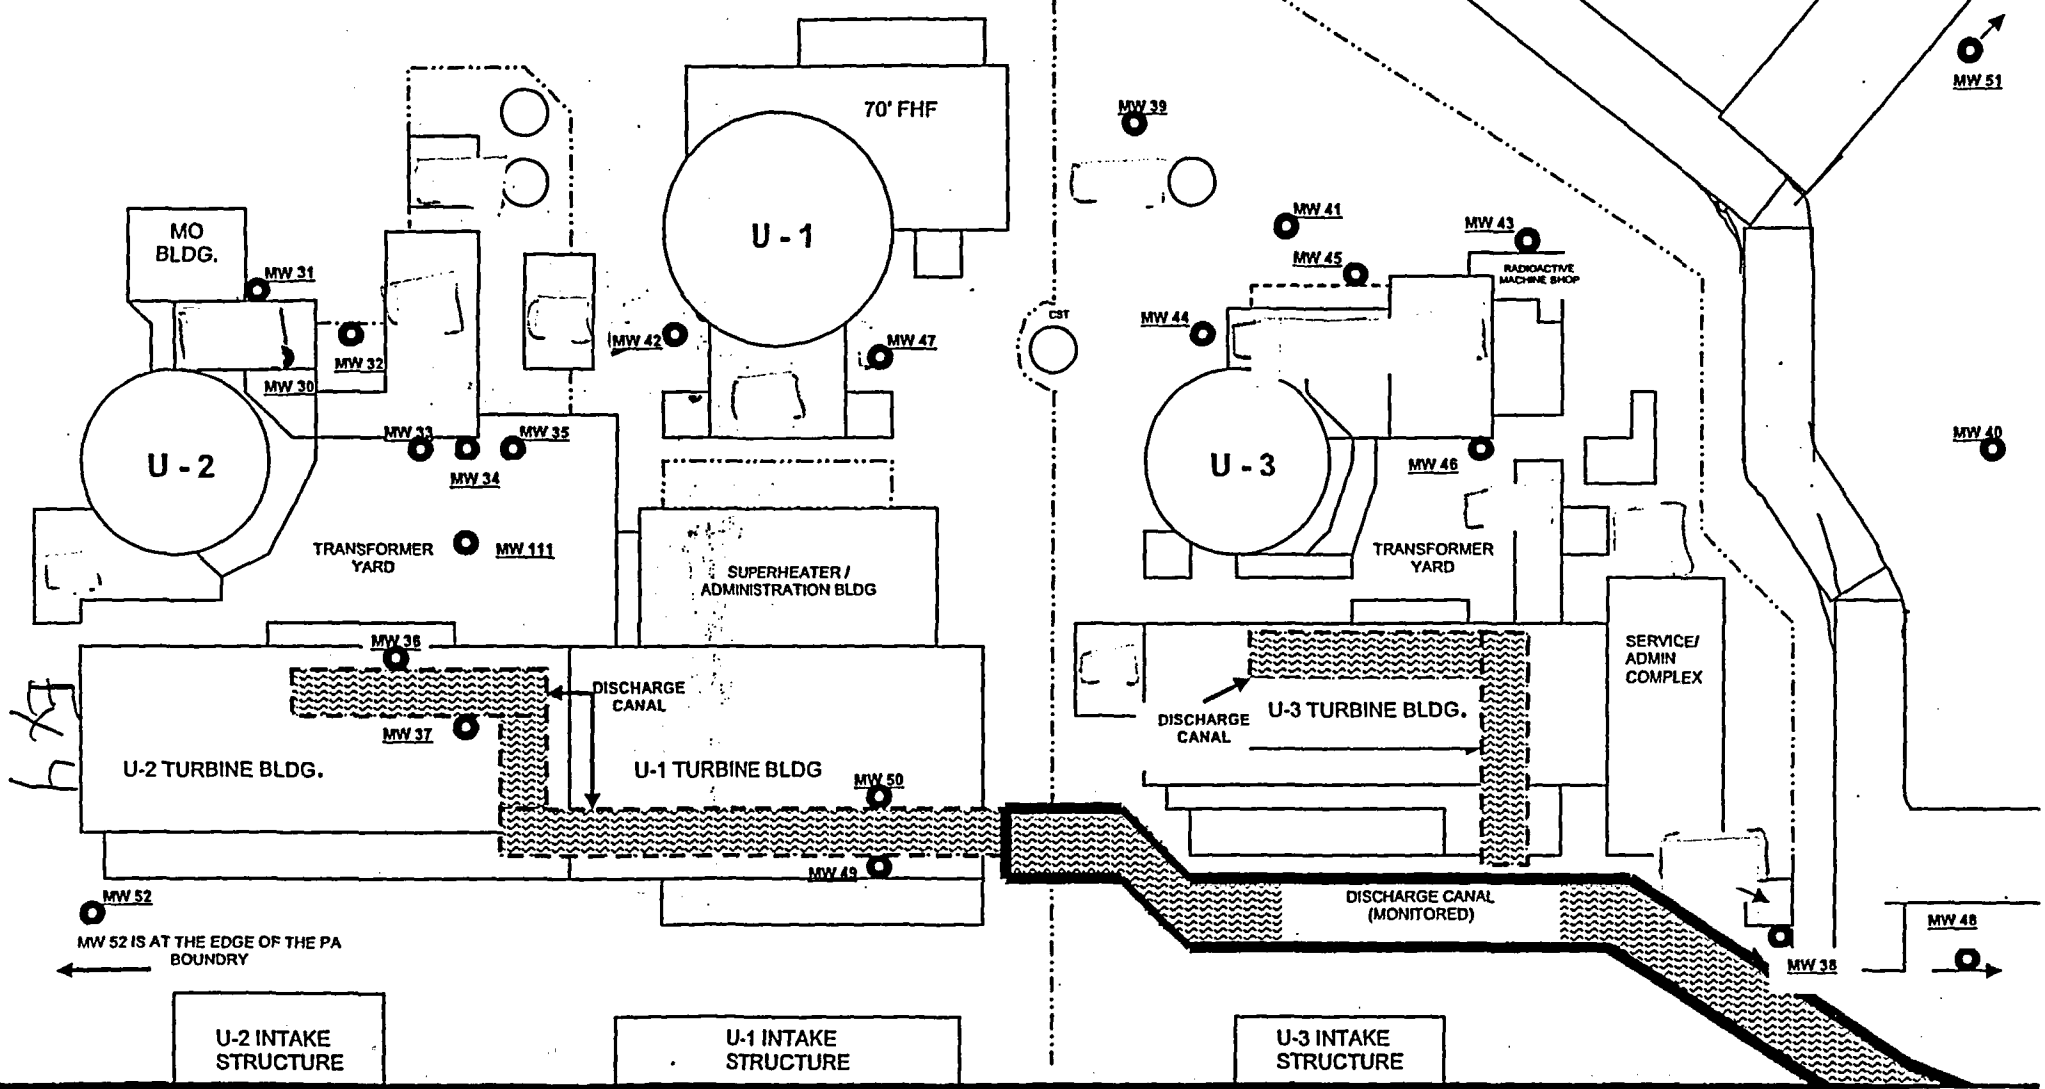 MW 51
70' FHF
MW 39
MW 41
MW 43
MO
BLDG.
U - 1
MW 45
RADIOACTIVE
MACHINE SHOP
MW 31
CST
MW 44
MW 42
MW 47
MW 32
MW 30
MW 33
MW 35
MW 40
U - 2
MW 34
U - 3
MW 46
TRANSFORMER
YARD
MW 111
TRANSFORMER
YARD
SUPERHEATER /
ADMINISTRATION BLDG
MW 36
SERVICE/
ADMIN
COMPLEX
DISCHARGE
CANAL
MW 37
DISCHARGE
CANAL
U-3 TURBINE BLDG.
U-2 TURBINE BLDG.
U-1 TURBINE BLDG
MW 50
MW 49
MW 52
DISCHARGE CANAL
(MONITORED)
MW 48
MW 52 IS AT THE EDGE OF THE PA
BOUNDRY
MW 38
U-2 INTAKE
STRUCTURE
U-1 INTAKE
STRUCTURE
U-3 INTAKE
STRUCTURE